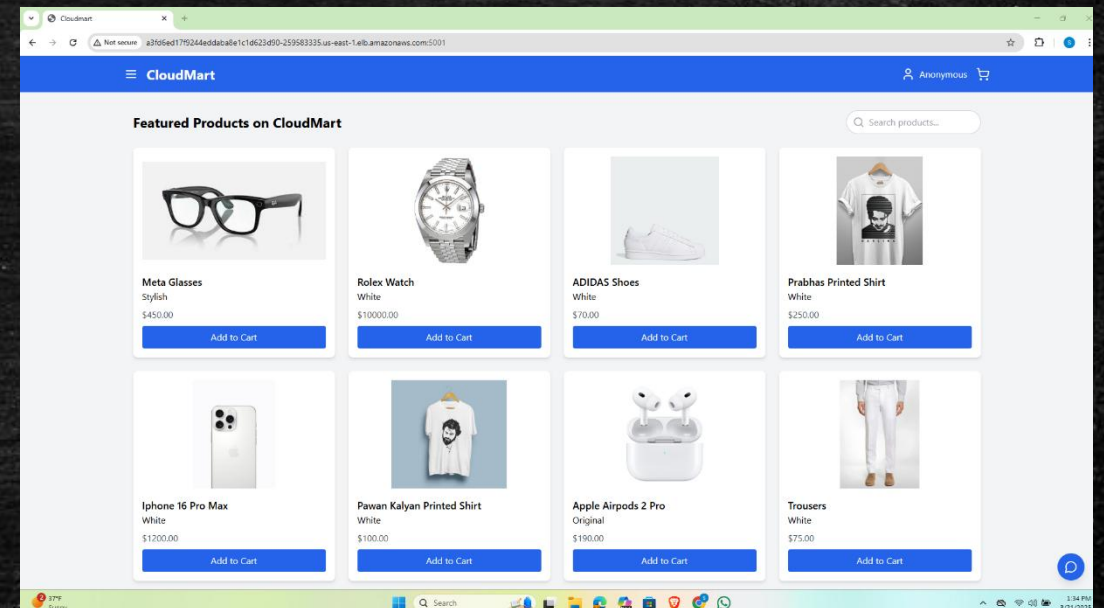 Cloudmart
Not secure a3fd6ed17f9244eddaba8e1c1d623d90-259583335.us-east-1.elb.amazonaws.com:5001
CloudMart
Anonymous
Featured Products on CloudMart
Search products...
Meta Glasses
Stylish
$450.00
Add to Cart
Rolex Watch
White
$10000.00
Add to Cart
ADIDAS Shoes
White
$70.00
Add to Cart
Prabhas Printed Shirt
White
$250.00
Add to Cart
Iphone 16 Pro Max
White
$1200.00
Add to Cart
Pawan Kalyan Printed Shirt
White
$100.00
Add to Cart
Apple Airpods 2 Pro
Original
$190.00
Add to Cart
Trousers
White
$75.00
Add to Cart
2
37°F
Sunny
Search
1:34 PM